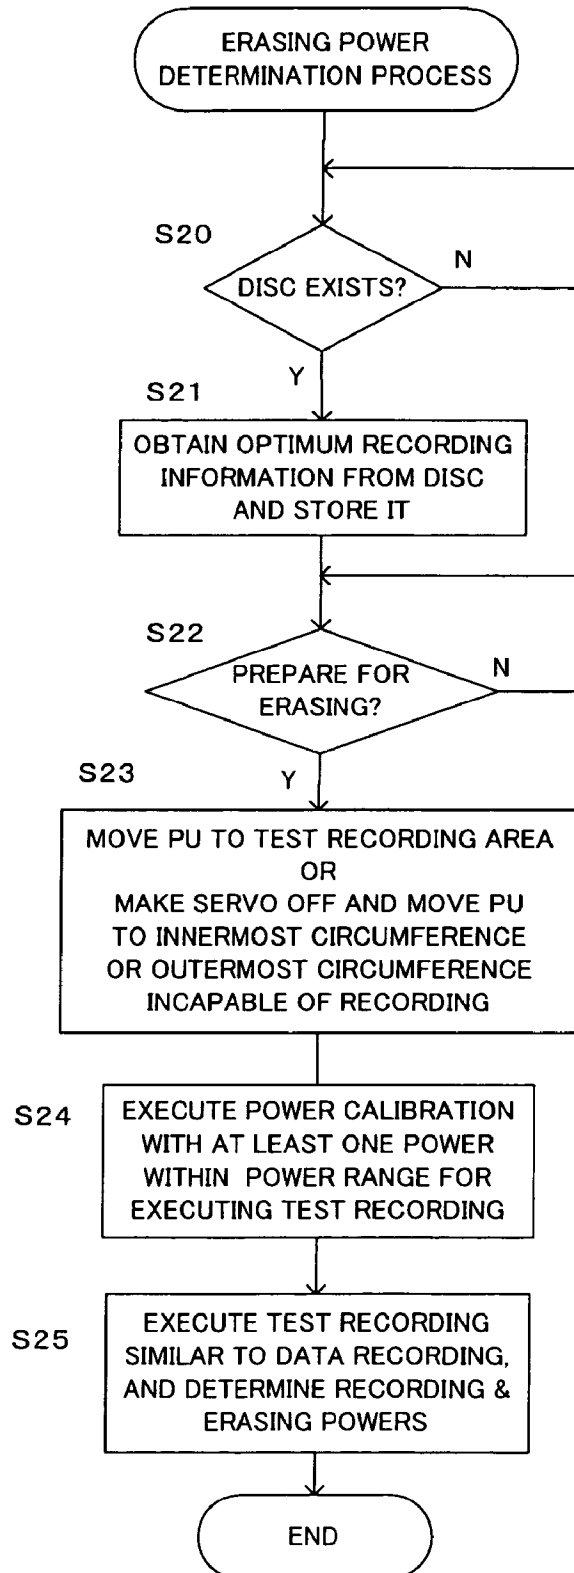 ERASING POWER
DETERMINATION PROCESS
S20
DISC EXISTS?
N
Y
S21
OBTAIN OPTIMUM RECORDING
INFORMATION FROM DISC
AND STORE IT
S22
PREPARE FOR
ERASING?
N
Y
S23
MOVE PU TO TEST RECORDING AREA
OR
MAKE SERVO OFF AND MOVE PU
TO INNERMOST CIRCUMFERENCE
OR OUTERMOST CIRCUMFERENCE
INCAPABLE OF RECORDING
S24
EXECUTE POWER CALIBRATION
WITH AT LEAST ONE POWER
WITHIN POWER RANGE FOR
EXECUTING TEST RECORDING
S25
EXECUTE TEST RECORDING
SIMILAR TO DATA RECORDING,
AND DETERMINE RECORDING &
ERASING POWERS
END